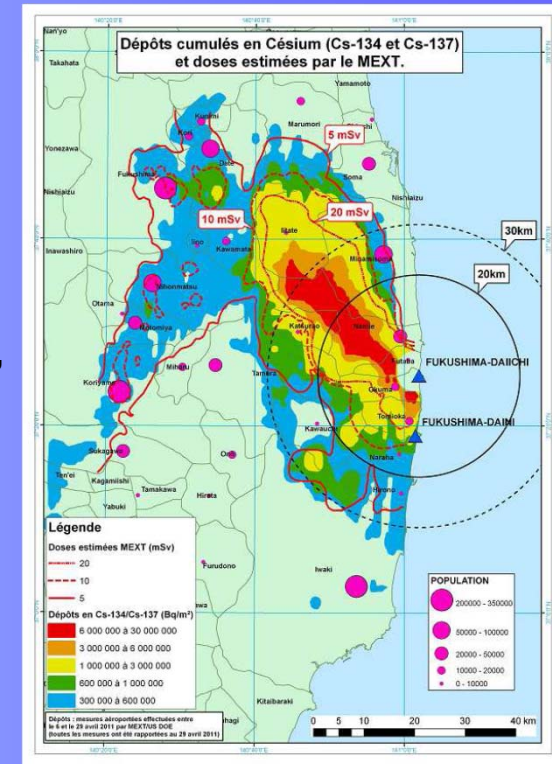 Dépôts cumulés en Césium (Cs-134 et Cs-137)
et doses estimées par le MEXT.
Takahata
Yamamoto
Marumori
Kunimi
Kori
Yonezawa
Date
5 mSv
Soma
Fukushima
Nishiaizu
Nishiaizu
10 mSv
20 mSv
30km
Iitate
Inawashiro
Kawamata
Minamisoma
20km
Nihonmatsu
Otama
Motomiya
Katsurao
Namie
Futaba
FUKUSHIMA-DAIICHI
Miharu
Tamura
Okuma
Koriyama
Tomioka
FUKUSHIMA-DAINI
Kawauchi
Sukagawa
Ono
Naraha
Ten'ei
Kagamiishi
Tamakawa
Hirono
Yabuki
Hirata
Légende
Doses estimées MEXT (mSv)
20
10
5
Furudono
Iwaki
Dépôts en Cs-134/Cs-137 (Bq/m²)
6 000 000 à 30 000 000
3 000 000 à 6 000 000
1 000 000 à 3 000 000
600 000 à 1 000 000
300 000 à 600 000
POPULATION
200000 - 350000
50000 - 100000
20000 - 50000
10000 - 20000
0 - 10000
Kitaibaraki
Dépôts : mesures aéroportées effectuées entre
le 6 et le 29 avril 2011 par MEXT/US DOE
(toutes les mesures ont été rapportées au 29 avril 2011)
0 5 10 20 30 40 km